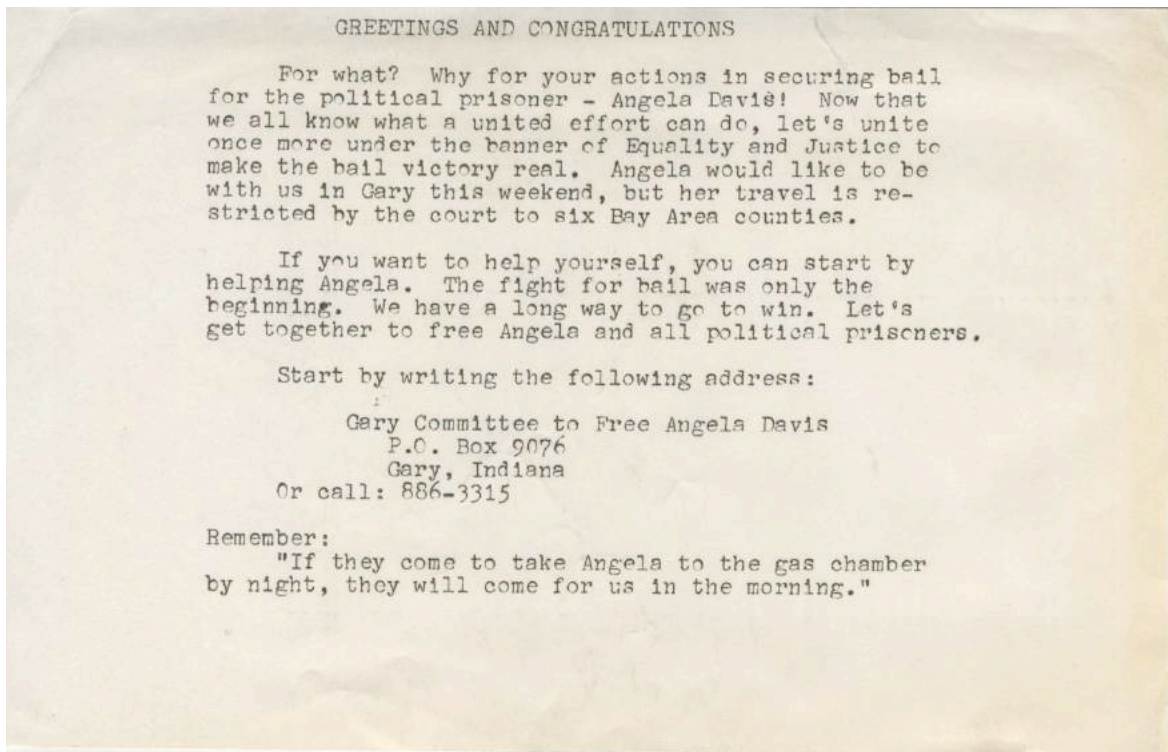 GREETINGS AND CONGRATULATIONS
For what? Why for your actions in securing bail
for the political prisoner - Angela Davis! Now that
we all know what a united effort can do, let's unite
once more under the banner of Equality and Justice to
make the bail victory real. Angela would like to be
with us in Gary this weekend, but her travel is re-
stricted by the court to six Bay Area counties.
If you want to help yourself, you can start by
helping Angela. The fight for bail was only the
beginning. We have a long way to go to win. Let's
get together to free Angela and all political prisoners.
Start by writing the following address:
Gary Committee to Free Angela Davis
P.O. Box 9076
Gary, Indiana
Or call: 886-3315
Remember:
"If they come to take Angela to the gas chamber
by night, they will come for us in the morning."